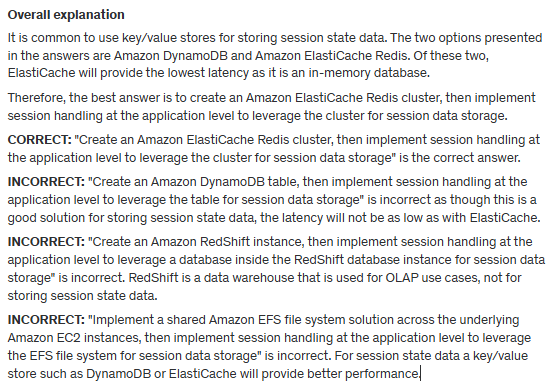 Overall explanation
It is common to use key/value stores for storing session state data. The two options presented
in the answers are Amazon DynamoDB and Amazon ElastiCache Redis. Of these two,
ElastiCache will provide the lowest latency as it is an in-memory database.
Therefore, the best answer is to create an Amazon ElastiCache Redis cluster, then implement
session handling at the application level to leverage the cluster for session data storage.
CORRECT: "Create an Amazon ElastiCache Redis cluster, then implement session handling at
the application level to leverage the cluster for session data storage" is the correct answer.
INCORRECT: "Create an Amazon DynamoDB table, then implement session handling at the
application level to leverage the table for session data storage" is incorrect as though this is a
good solution for storing session state data, the latency will not be as low as with ElastiCache.
INCORRECT: "Create an Amazon RedShift instance, then implement session handling at the
application level to leverage a database inside the RedShift database instance for session data
storage" is incorrect. RedShift is a data warehouse that is used for OLAP use cases, not for
storing session state data.
INCORRECT: "Implement a shared Amazon EFS file system solution across the underlying
Amazon EC2 instances, then implement session handling at the application level to leverage
the EFS file system for session data storage" is incorrect. For session state data a key/value
store such as DynamoDB or ElastiCache will provide better performance.